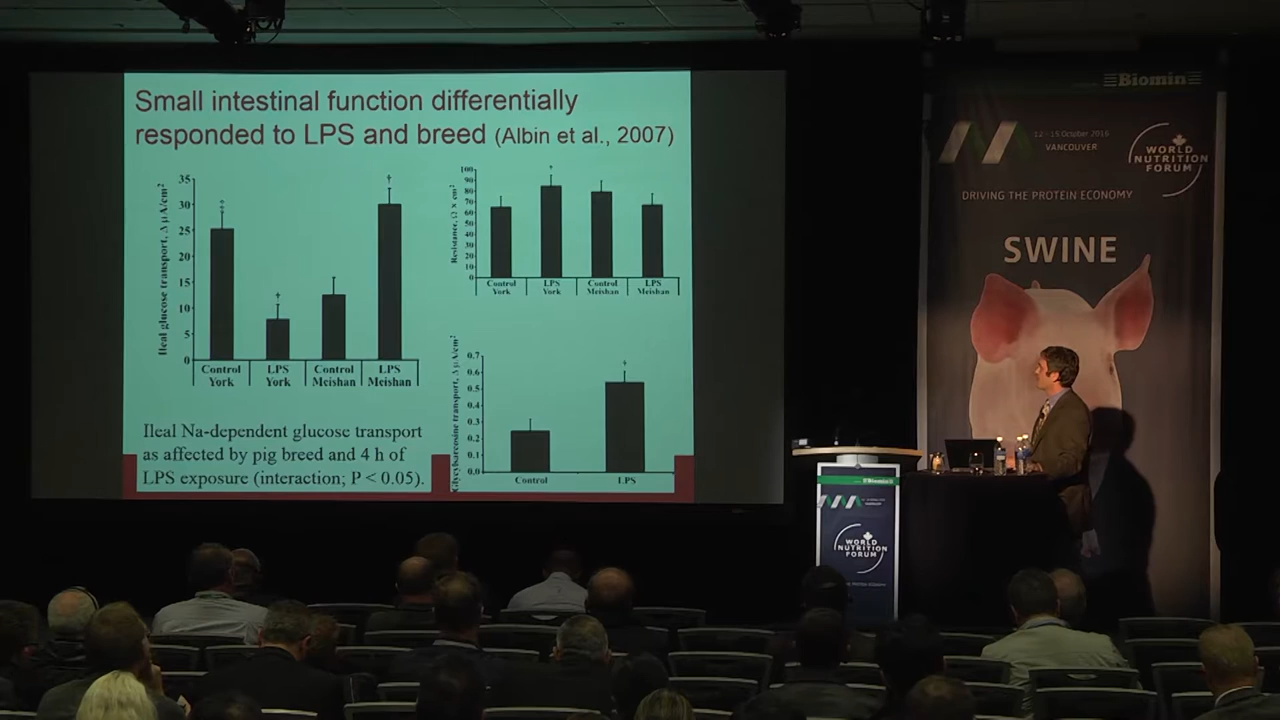 Small intestinal function differentially
responded to LPS and breed (Albin et al., 2007)
Ileal glucose transport, Δ µA/cm²
35
30
25
20
15
10
5
0
Control York
LPS York
Control Meishan
LPS Meishan
Ileal Na-dependent glucose transport
as affected by pig breed and 4 h of
LPS exposure (interaction; P < 0.05).
Resistance, Ω × cm²
100
90
80
70
60
50
40
30
20
10
0
Control York
LPS York
Control Meishan
LPS Meishan
Glycylsarcosine transport, Δ µA/cm²
0.7
0.6
0.5
0.4
0.3
0.2
0.1
0.0
Control
LPS
Biomin
12 - 15 October 2016
VANCOUVER
WORLD
NUTRITION
FORUM
DRIVING THE PROTEIN ECONOMY
SWINE
Biomin
VANCOUVER
WORLD
NUTRITION
FORUM
DRIVING THE PROTEIN ECONOMY